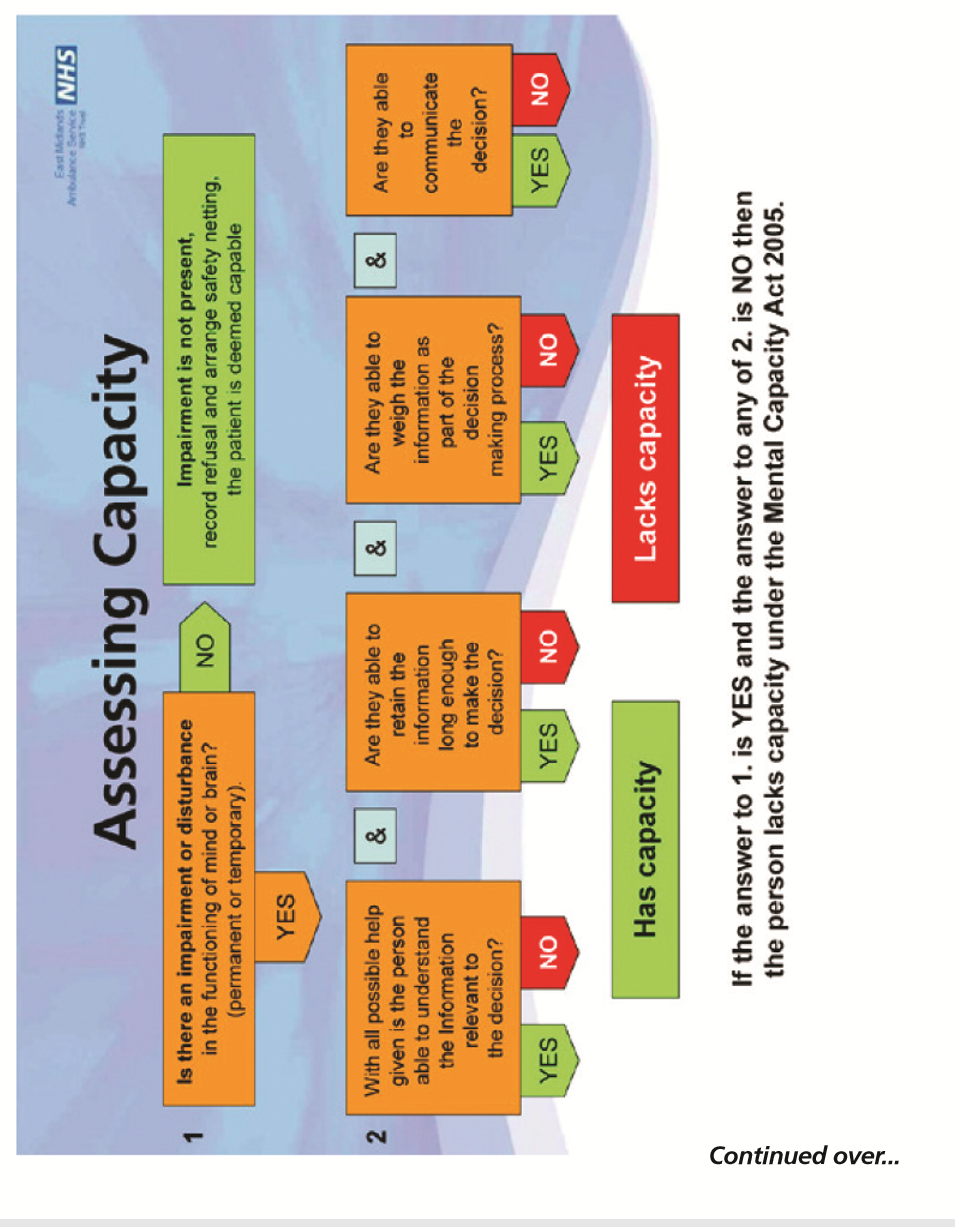 East Midlands
Ambulance Service
NHS Trust
NHS
Assessing Capacity
1
Is there an impairment or disturbance
in the functioning of mind or brain?
(permanent or temporary).
NO
Impairment is not present,
record refusal and arrange safety netting,
the patient is deemed capable
YES
2
With all possible help
given is the person
able to understand
the Information
relevant to
the decision?
YES
NO
&
Are they able to
retain the
information
long enough
to make the
decision?
YES
NO
&
Are they able to
weigh the
information as
part of the
decision
making process?
YES
NO
&
Are they able
to
communicate
the
decision?
YES
NO
Has capacity
Lacks capacity
If the answer to 1. is YES and the answer to any of 2. is NO then
the person lacks capacity under the Mental Capacity Act 2005.
Continued over...